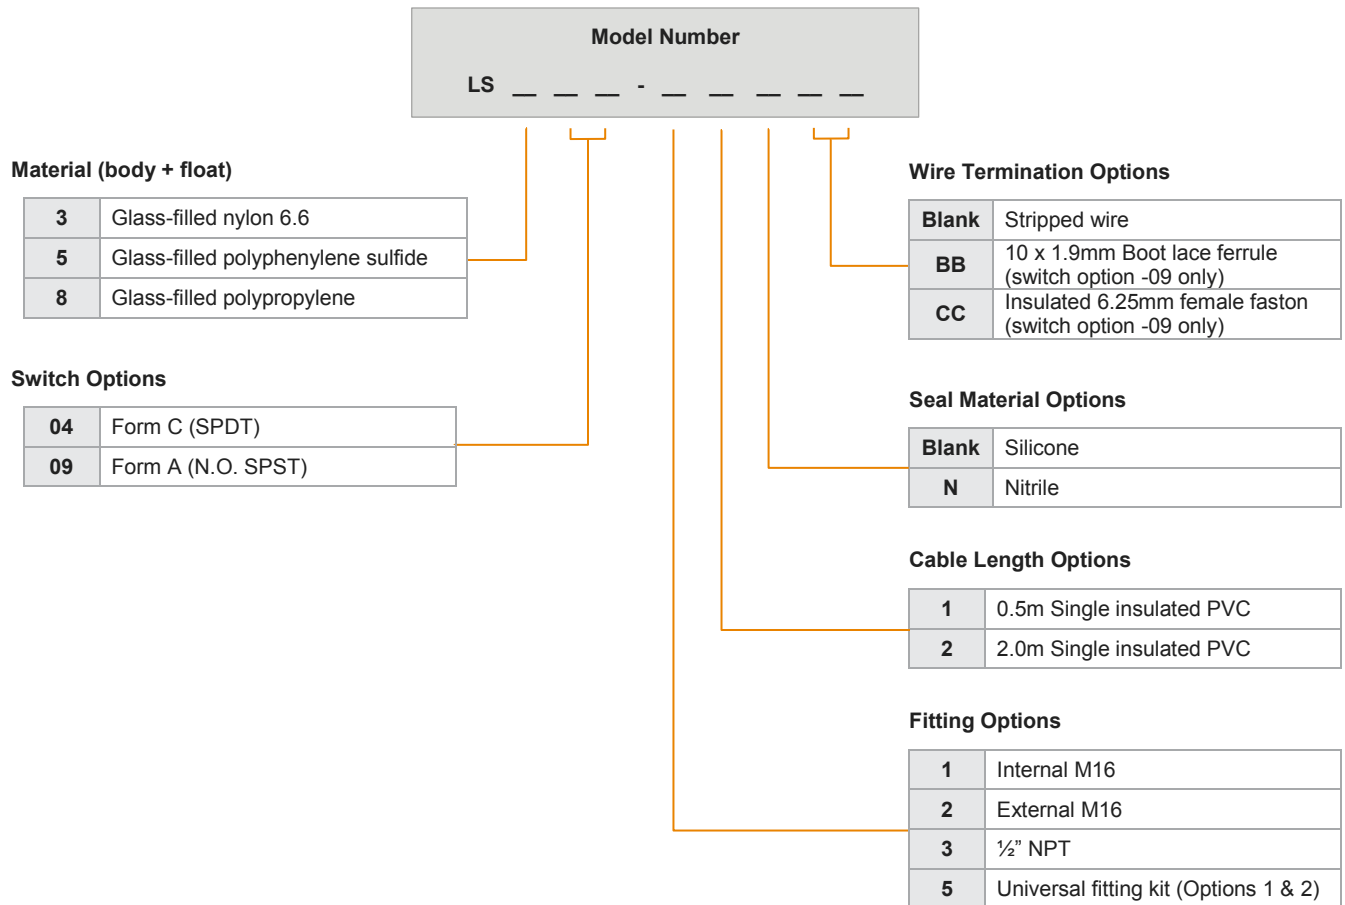 Model Number
LS __ __ __ - __ __ __ __ __
Material (body + float)
3 Glass-filled nylon 6.6
5 Glass-filled polyphenylene sulfide
8 Glass-filled polypropylene
Switch Options
04 Form C (SPDT)
09 Form A (N.O. SPST)
Wire Termination Options
Blank Stripped wire
BB 10 x 1.9mm Boot lace ferrule
(switch option -09 only)
CC Insulated 6.25mm female faston
(switch option -09 only)
Seal Material Options
Blank Silicone
N Nitrile
Cable Length Options
1 0.5m Single insulated PVC
2 2.0m Single insulated PVC
Fitting Options
1 Internal M16
2 External M16
3 ½” NPT
5 Universal fitting kit (Options 1 & 2)